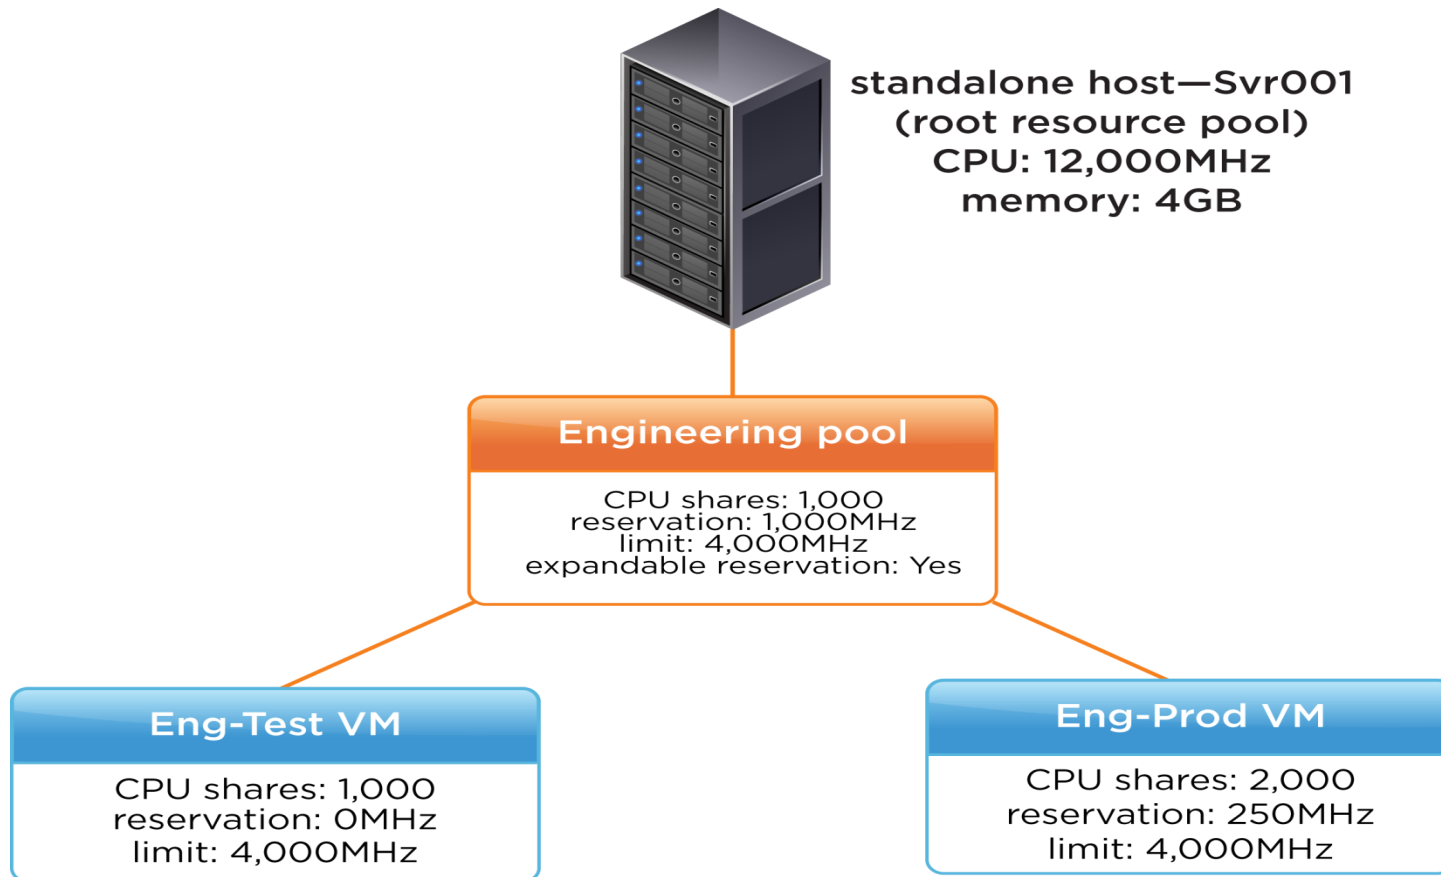 standalone host—Svr001
(root resource pool)
CPU: 12,000MHz
memory: 4GB
Engineering pool
CPU shares: 1,000
reservation: 1,000MHz
limit: 4,000MHz
expandable reservation: Yes
Eng-Test VM
CPU shares: 1,000
reservation: 0MHz
limit: 4,000MHz
Eng-Prod VM
CPU shares: 2,000
reservation: 250MHz
limit: 4,000MHz